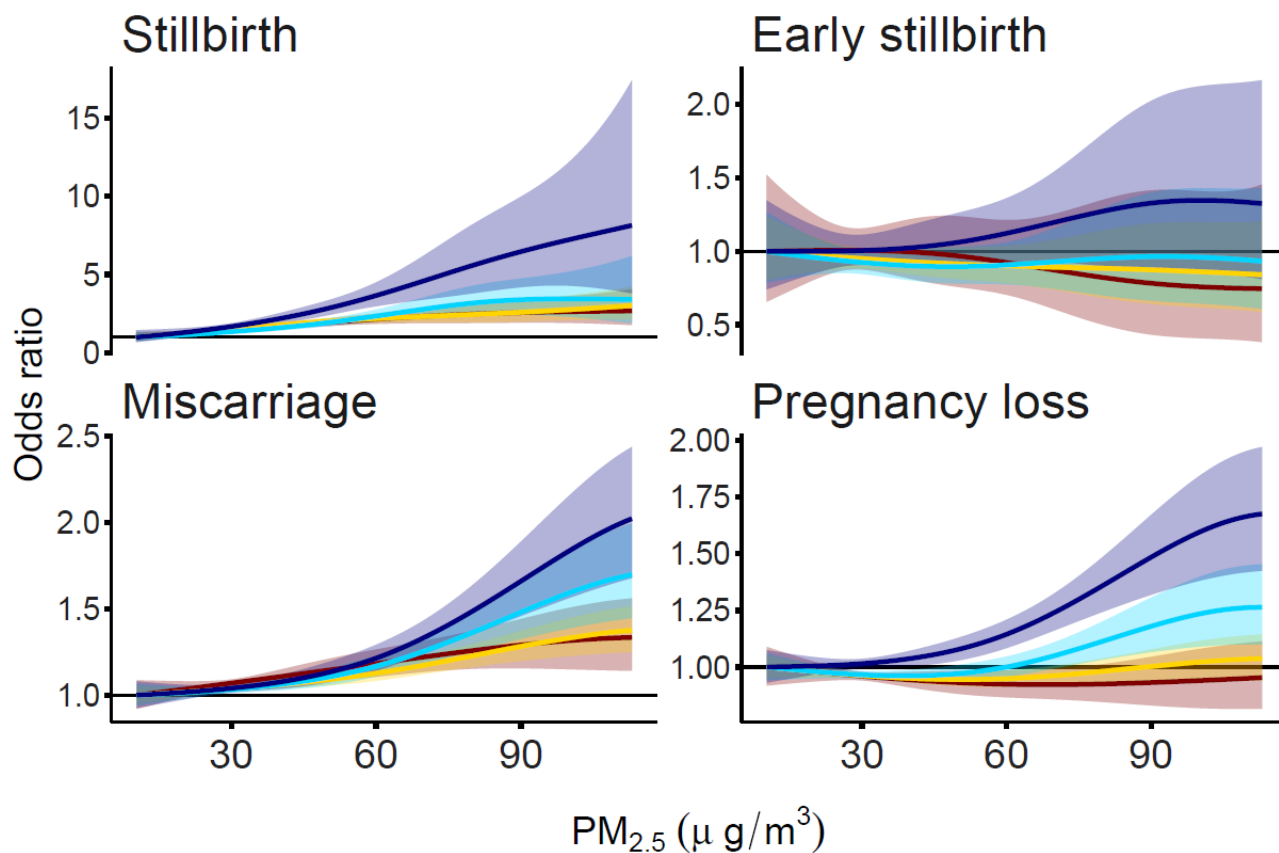 Stillbirth
Early stillbirth
15
10
5
0
2.0
1.5
1.0
0.5
Odds ratio
Miscarriage
Pregnancy loss
2.5
2.0
1.5
1.0
2.00
1.75
1.50
1.25
1.00
30 60 90
30 60 90
PM2.5 (μ g/m3)